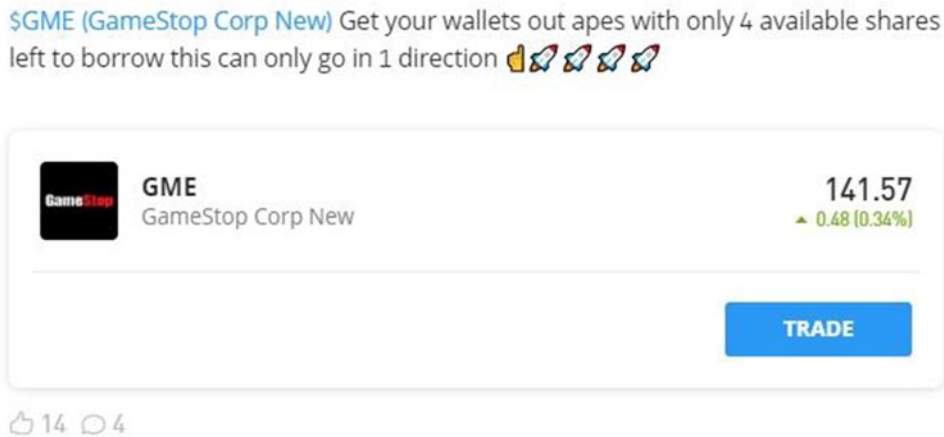 $GME (GameStop Corp New) Get your wallets out apes with only 4 available shares
left to borrow this can only go in 1 direction ☝🚀🚀🚀🚀
GameStop
GME
GameStop Corp New
141.57
▲ 0.48 (0.34%)
TRADE
14 4